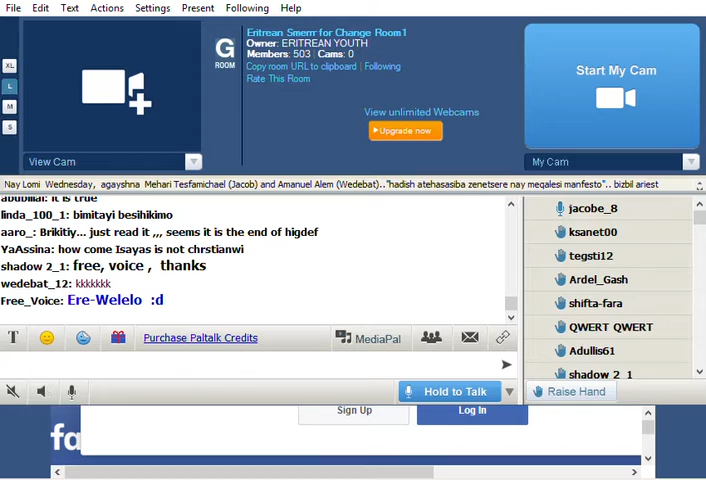 File Edit Text Actions Settings Present Following Help
XL
L
M
S
G
ROOM
Eritrean Smerrr for Change Room1
Owner: ERITREAN YOUTH
Members: 503 | Cams: 0
Copy room URL to clipboard | Following
Rate This Room
View unlimited Webcams
Upgrade now
Start My Cam
View Cam
My Cam
Nay Lomi Wednesday, agayshna Mehari Tesfamichael (Jacob) and Amanuel Alem (Wedebat).."hadish atehasasiba zenetsere nay meqalesi manfesto".. bizbil ariest
abubillal: it is true
linda_100_1: bimitayi besihikimo
aaro_: Brikitiy... just read it ,,, seems it is the end of higdef
YaAssina: how come Isayas is not chrstianwi
shadow 2_1: free, voice , thanks
wedebat_12: kkkkkkk
Free_Voice: Ere-Welelo :d
jacobe_8
ksanet00
tegsti12
Ardel_Gash
shifta-fara
QWERT QWERTY
Adullis61
shadow 2_1
T Purchase Paltalk Credits MediaPal
Hold to Talk
Raise Hand
Sign Up Log In
fa